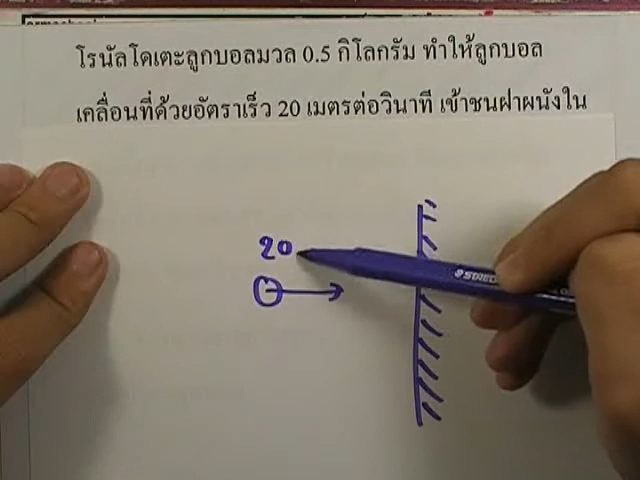 โรนัลโดเตะลูกบอลมวล 0.5 กิโลกรัม ทำให้ลูกบอล
เคลื่อนที่ด้วยอัตราเร็ว 20 เมตรต่อวินาที เข้าชนฝาผนังใน
20